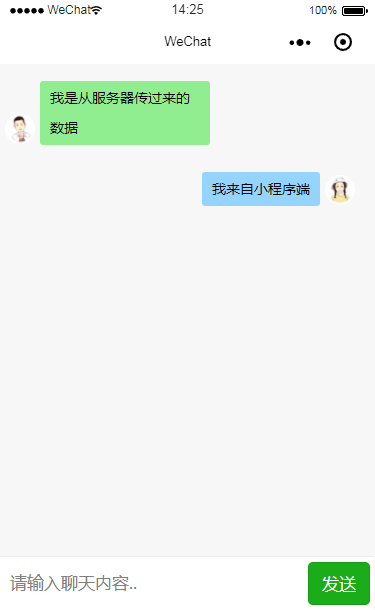 ●●●●● WeChat 14:25 100%
WeChat
我是从服务器传过来的
数据
我来自小程序端
请输入聊天内容..
发送